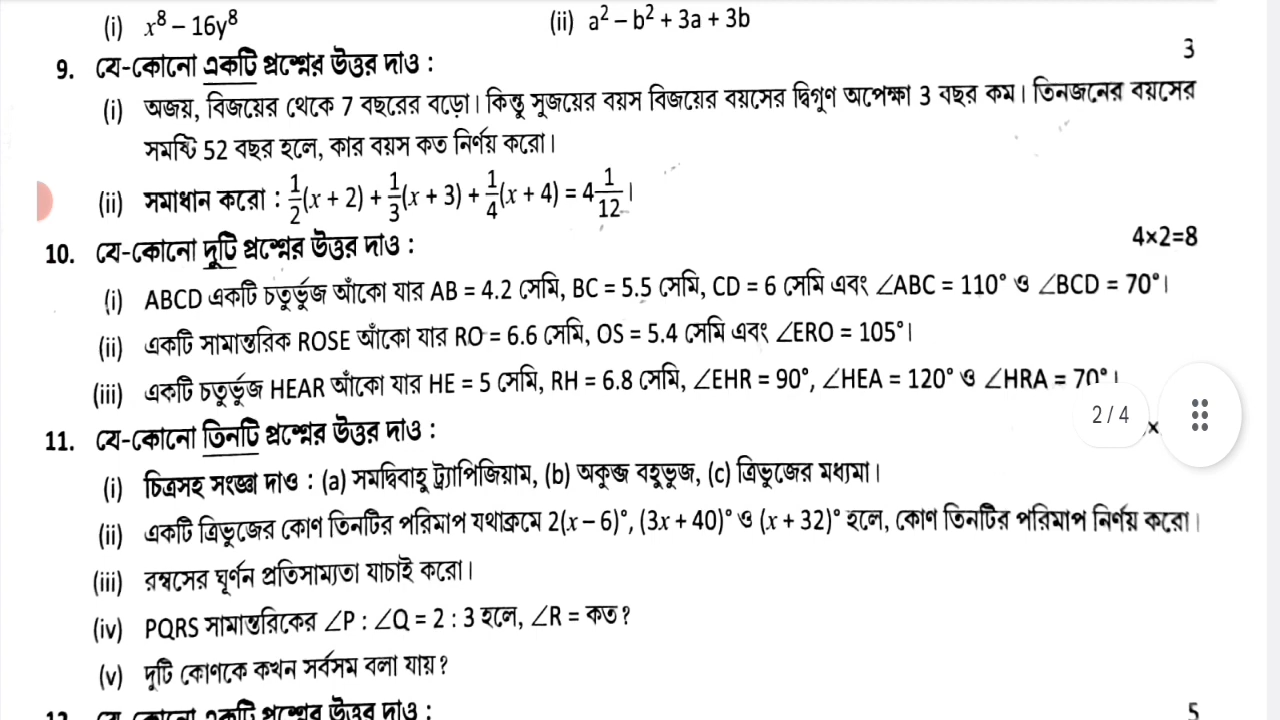 (i) x⁸ – 16y⁸ (ii) a² – b² + 3a + 3b
9. যে-কোনো একটি প্রশ্নের উত্তর দাও : 3
(i) অজয়, বিজয়ের থেকে 7 বছরের বড়ো। কিন্তু সুজয়ের বয়স বিজয়ের বয়সের দ্বিগুণ অপেক্ষা 3 বছর কম। তিনজনের বয়সের
সমষ্টি 52 বছর হলে, কার বয়স কত নির্ণয় করো।
(ii) সমাধান করো : 1/2(x + 2) + 1/3(x + 3) + 1/4(x + 4) = 4 1/12।
10. যে-কোনো দুটি প্রশ্নের উত্তর দাও : 4×2=8
(i) ABCD একটি চতুর্ভুজ আঁকো যার AB = 4.2 সেমি, BC = 5.5 সেমি, CD = 6 সেমি এবং ∠ABC = 110° ও ∠BCD = 70°।
(ii) একটি সামান্তরিক ROSE আঁকো যার RO = 6.6 সেমি, OS = 5.4 সেমি এবং ∠ERO = 105°।
(iii) একটি চতুর্ভুজ HEAR আঁকো যার HE = 5 সেমি, RH = 6.8 সেমি, ∠EHR = 90°, ∠HEA = 120° ও ∠HRA = 70°।
2 / 4
11. যে-কোনো তিনটি প্রশ্নের উত্তর দাও : ×
(i) চিত্রসহ সংজ্ঞা দাও : (a) সমদ্বিবাহু ট্র্যাপিজিয়াম, (b) অকুব্জ বহুভুজ, (c) ত্রিভুজের মধ্যমা।
(ii) একটি ত্রিভুজের কোণ তিনটির পরিমাপ যথাক্রমে 2(x – 6)°, (3x + 40)° ও (x + 32)° হলে, কোণ তিনটির পরিমাপ নির্ণয় করো।
(iii) রম্বসের ঘূর্ণন প্রতিসাম্যতা যাচাই করো।
(iv) PQRS সামান্তরিকের ∠P : ∠Q = 2 : 3 হলে, ∠R = কত?
(v) দুটি কোণকে কখন সর্বসম বলা যায়?
12. যে-কোনো একটি প্রশ্নের উত্তর দাও : 5